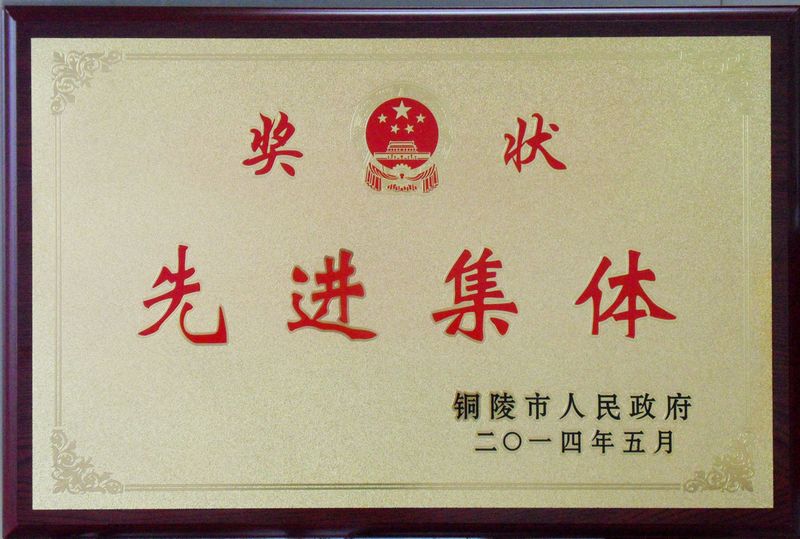 奖状
先进集体
铜陵市人民政府
二〇一四年五月